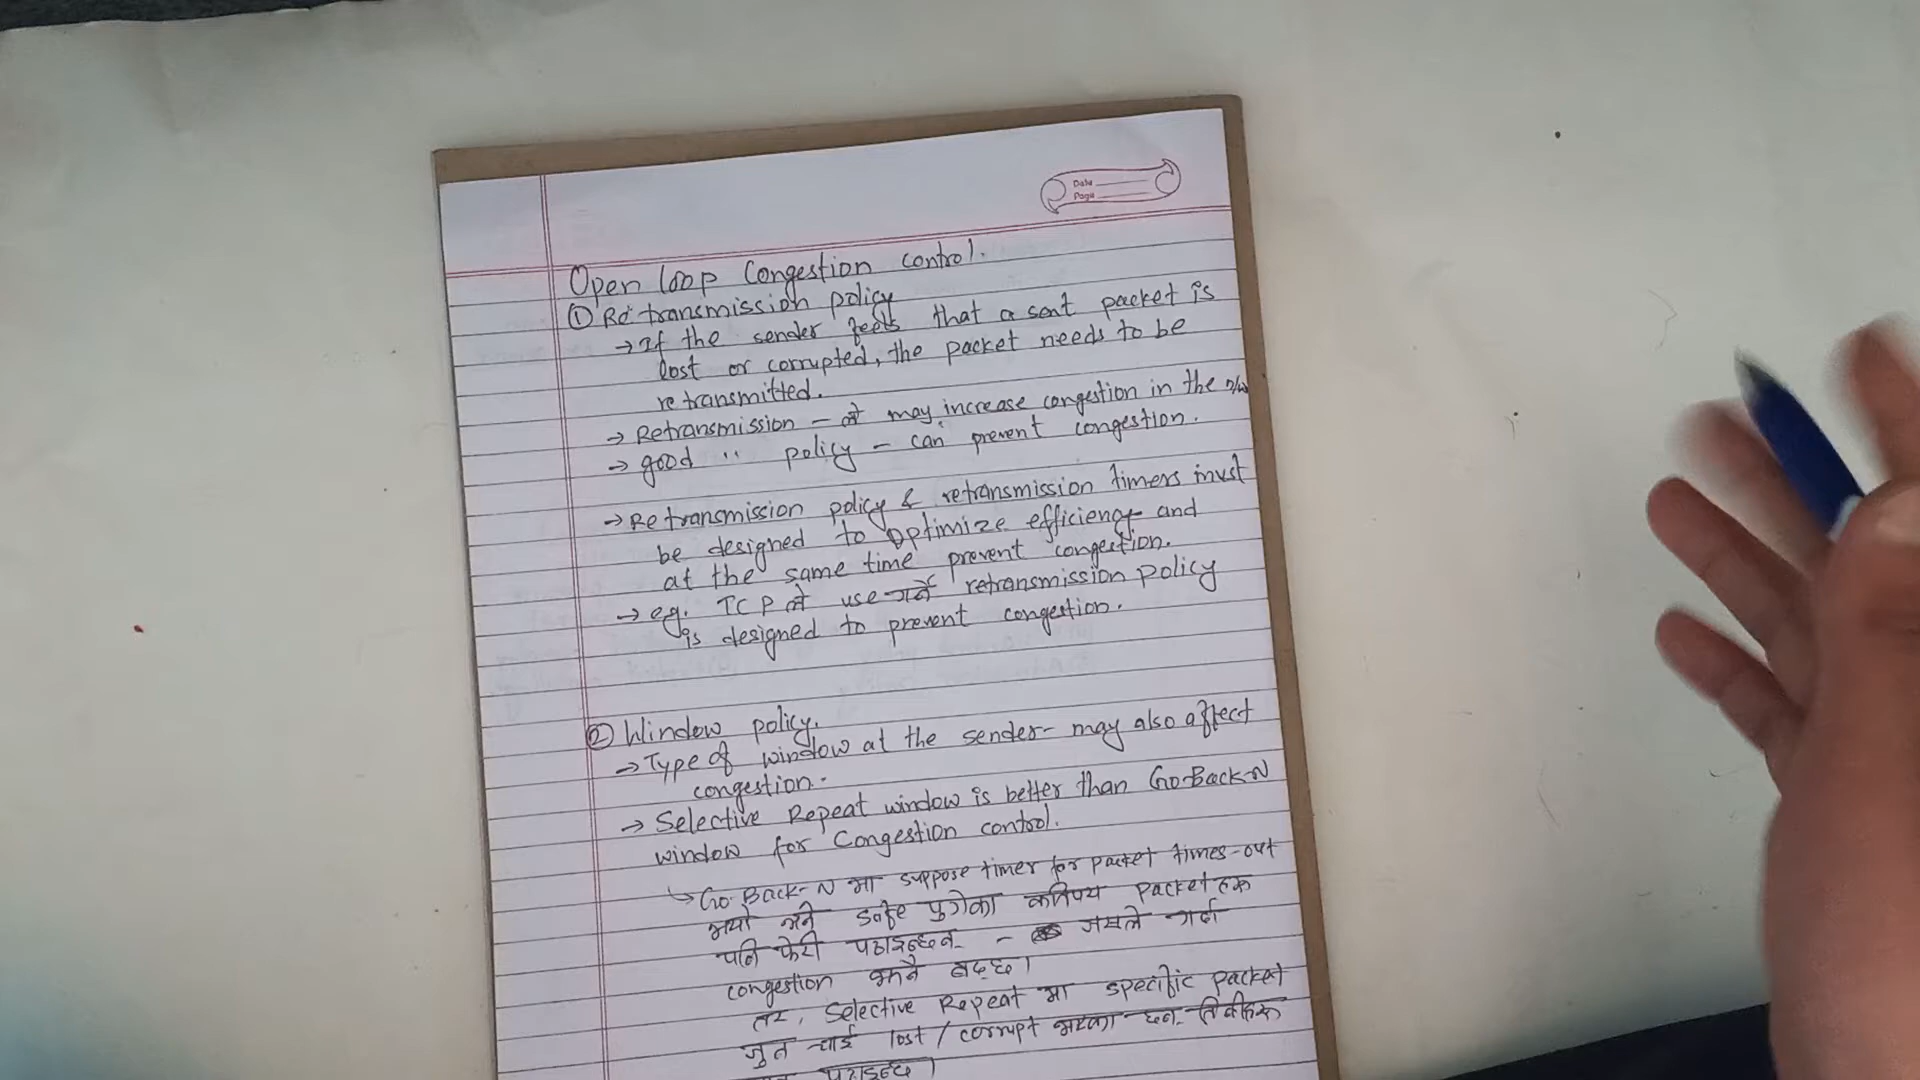 Date
Page
Open loop Congestion control.
① Retransmission policy
→ If the sender feels that a sent packet is
lost or corrupted, the packet needs to be
retransmitted.
→ Retransmission – ले may increase congestion in the n/w
→ good " policy – can prevent congestion.
→ Retransmission policy & retransmission timers must
be designed to optimize efficiency and
at the same time prevent congestion.
→ eg. TCP ले use गर्ने retransmission policy
is designed to prevent congestion.
② Window policy.
→ Type of window at the sender- may also affect
congestion.
→ Selective Repeat window is better than Go-Back-N
window for Congestion control.
↳ Go-Back-N मा suppose timer for packet times-out
भयो भने safe पुगेका कतिपय packet हरू
पनि फेरी पठाइन्छन् – जसले गर्दा
congestion झनै बढ्छ।
तर, Selective Repeat मा specific packet
जुन चाहिँ lost / corrupt भएका छन्
पठाइन्छ।